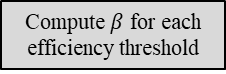 Compute β for each
efficiency threshold